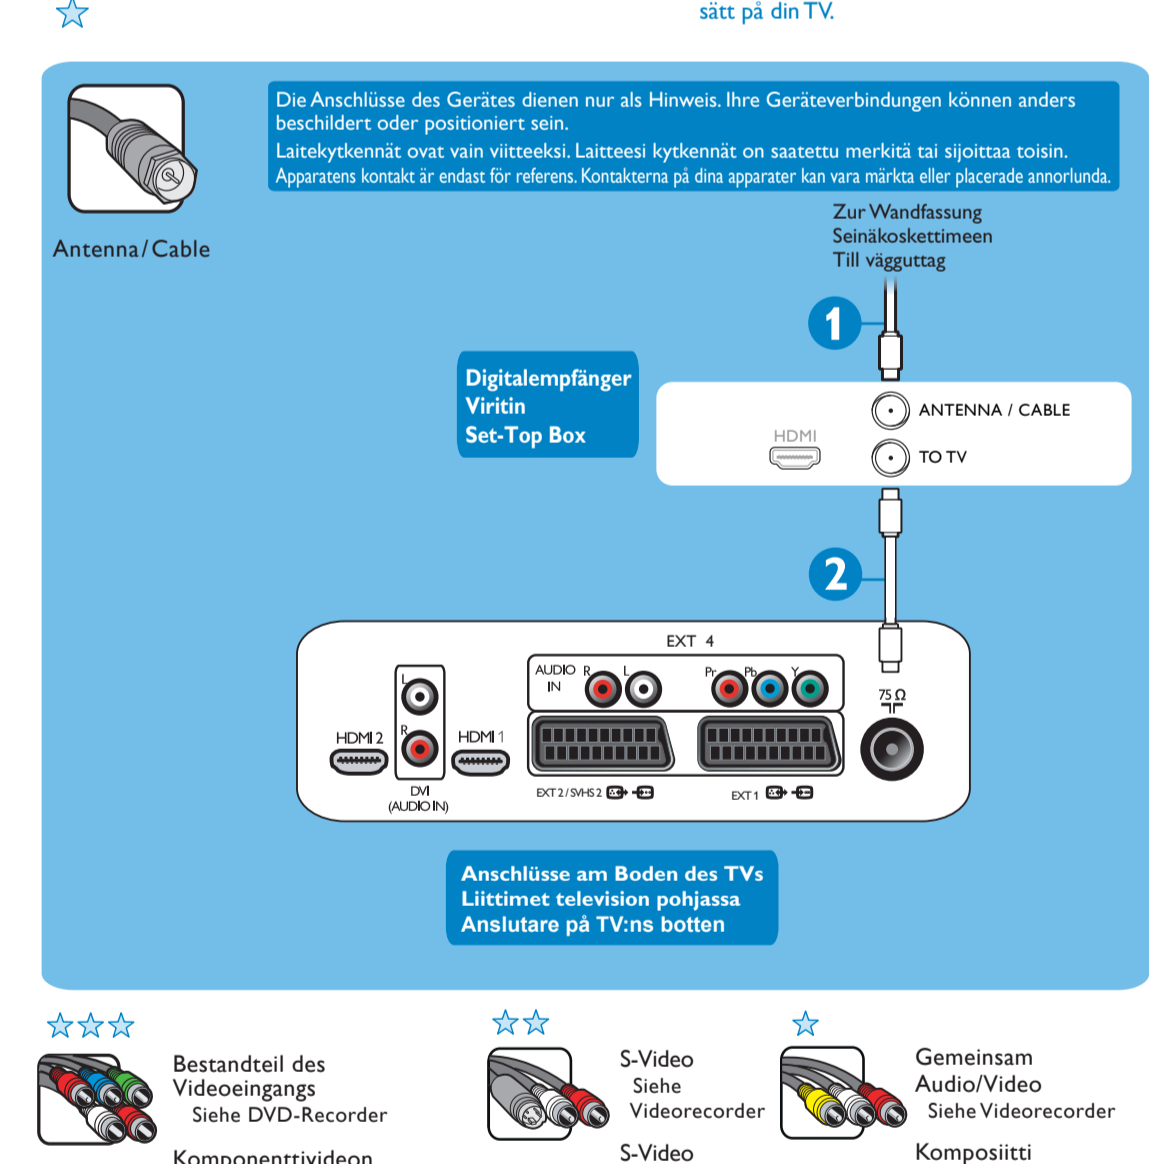 sätt på din TV.
Die Anschlüsse des Gerätes dienen nur als Hinweis. Ihre Geräteverbindungen können anders
beschildert oder positioniert sein.
Laitekytkennät ovat vain viitteeksi. Laitteesi kytkennät on saatettu merkitä tai sijoittaa toisin.
Apparatens kontakt är endast för referens. Kontakterna på dina apparater kan vara märkta eller placerade annorlunda.
Antenna/Cable
Zur Wandfassung
Seinäkoskettimeen
Till vägguttag
1
Digitalempfänger
Viritin
Set-Top Box
ANTENNA / CABLE
HDMI
TO TV
2
EXT 4
AUDIO IN
R
L
Pr
Pb
Y
75 Ω
L
R
HDMI 2
HDMI 1
DVI
(AUDIO IN)
EXT 2 / SVHS 2
EXT 1
Anschlüsse am Boden des TVs
Liittimet television pohjassa
Anslutare på TV:ns botten
Bestandteil des
Videoeingangs
Siehe DVD-Recorder
Komponenttivideon
S-Video
Siehe
Videorecorder
S-Video
Gemeinsam
Audio/Video
Siehe Videorecorder
Komposiitti